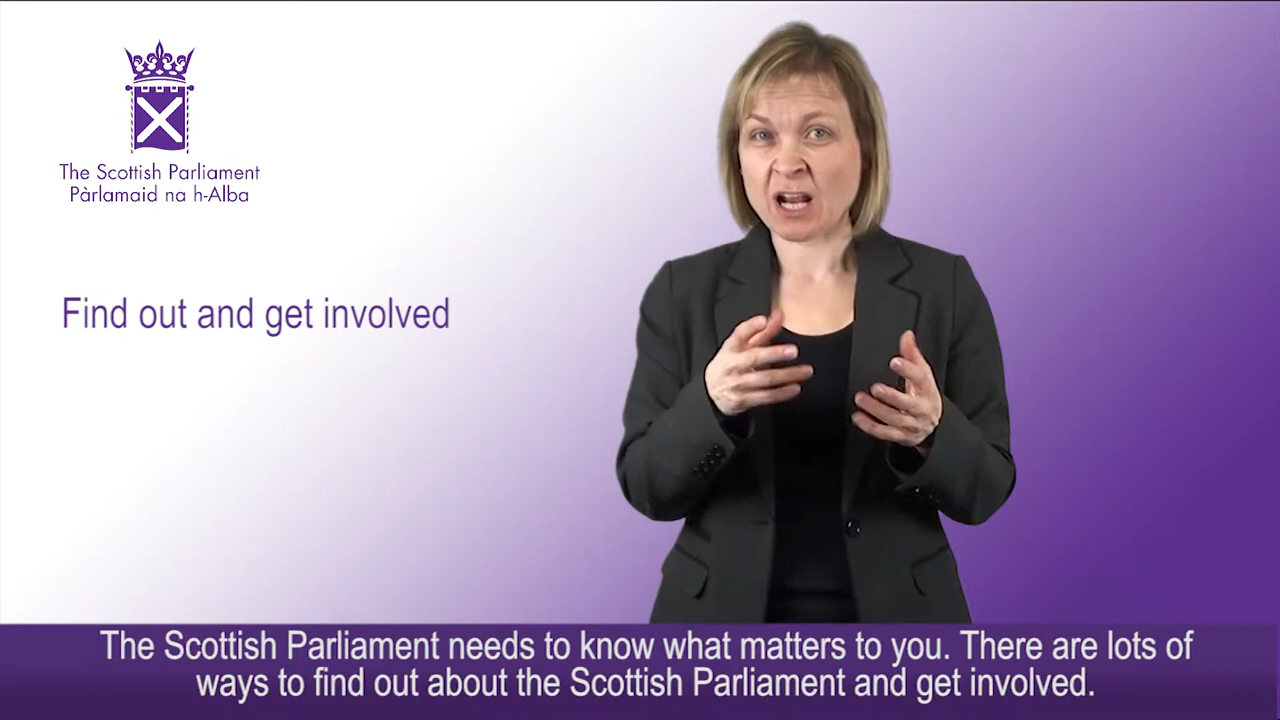 The Scottish Parliament
Pàrlamaid na h-Alba
Find out and get involved
The Scottish Parliament needs to know what matters to you. There are lots of
ways to find out about the Scottish Parliament and get involved.